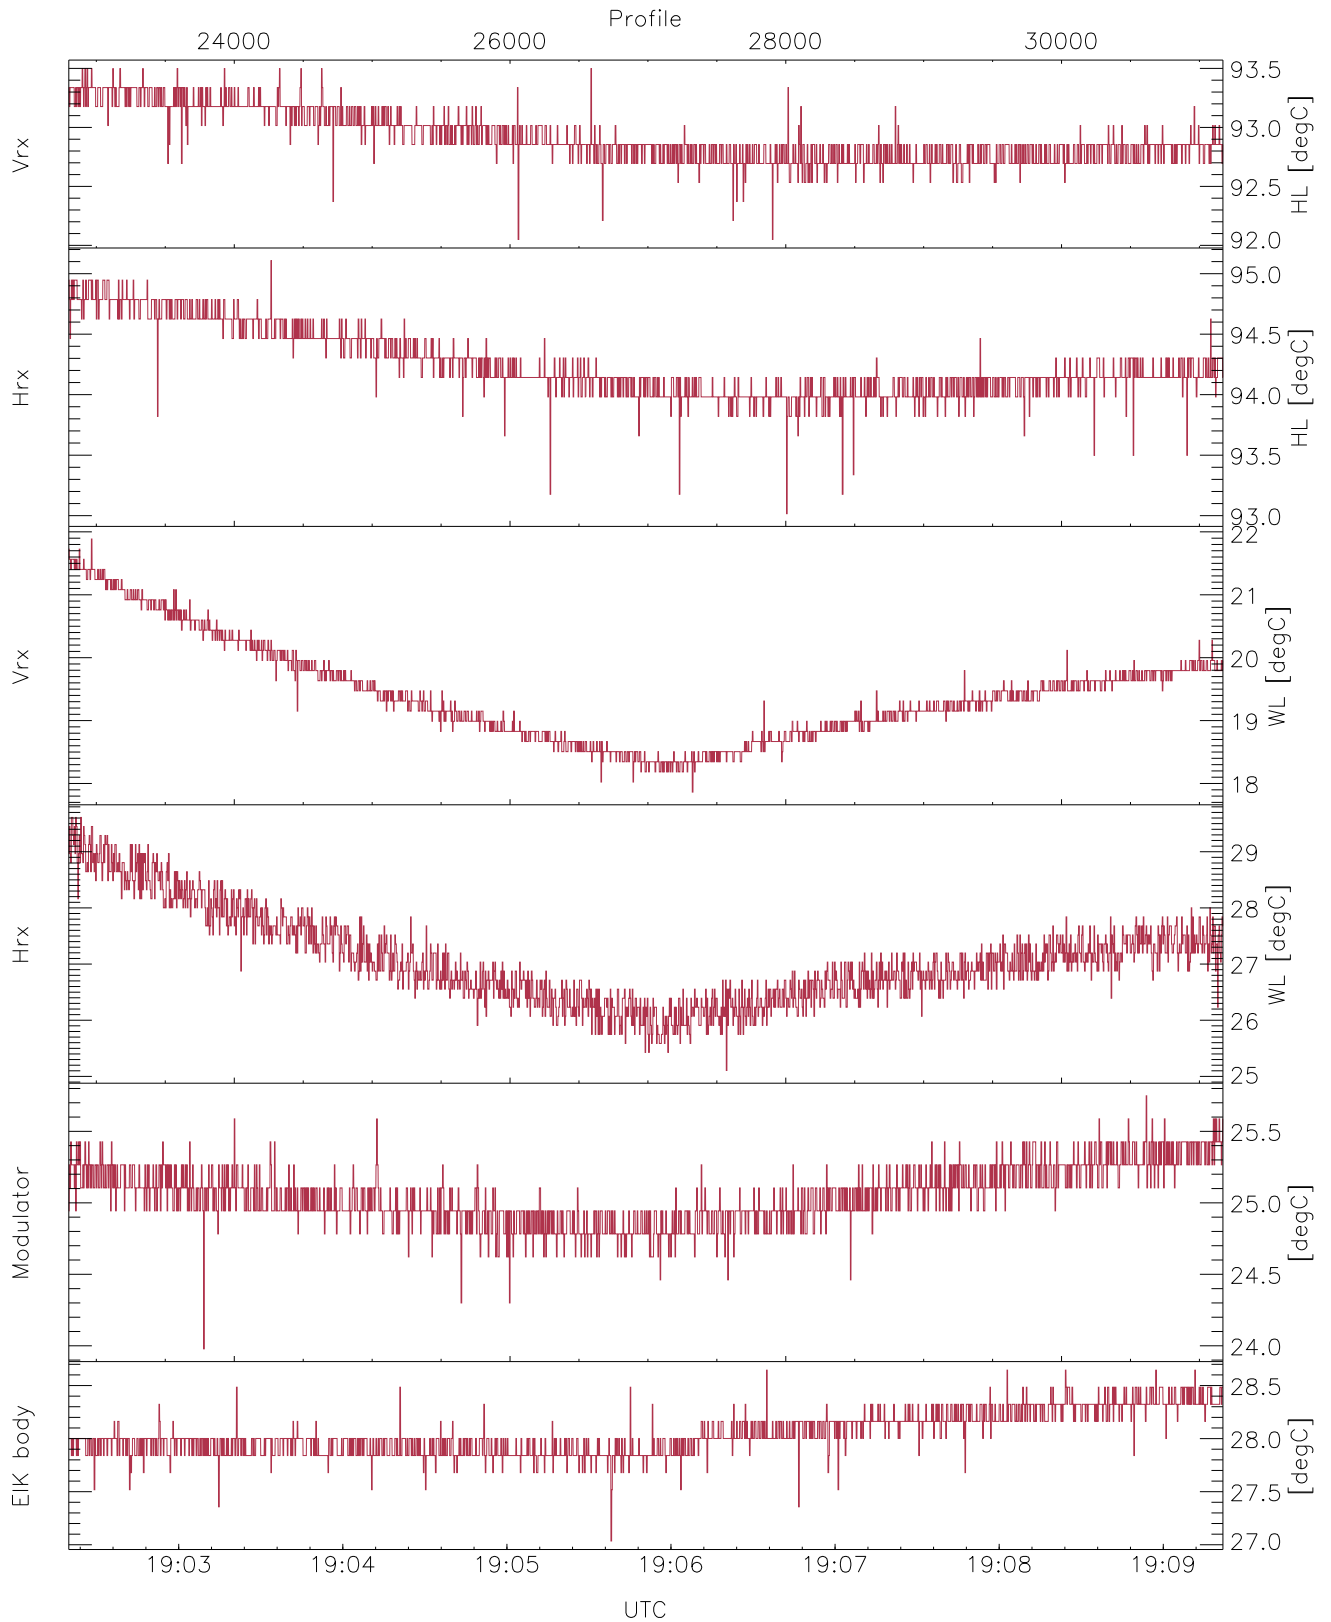 Profile
24000 26000 28000 30000
Vrx
93.5
93.0
92.5
92.0
HL [degC]
Hrx
95.0
94.5
94.0
93.5
93.0
HL [degC]
Vrx
22
21
20
19
18
WL [degC]
Hrx
29
28
27
26
25
WL [degC]
Modulator
25.5
25.0
24.5
24.0
[degC]
EIK body
28.5
28.0
27.5
27.0
[degC]
19:03 19:04 19:05 19:06 19:07 19:08 19:09
UTC